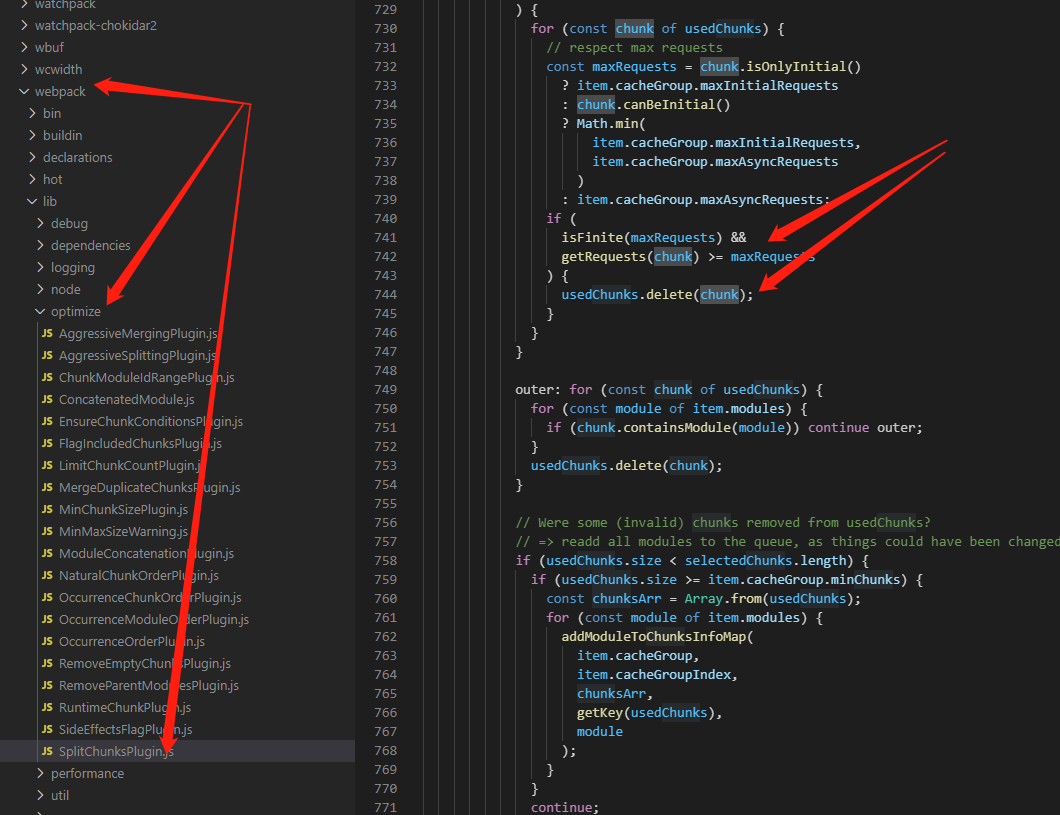 watchpack
watchpack-chokidar2
wbuf
wcwidth
webpack
bin
buildin
declarations
hot
lib
debug
dependencies
logging
node
optimize
JS AggressiveMergingPlugin.js
JS AggressiveSplittingPlugin.js
JS ChunkModuleIdRangePlugin.js
JS ConcatenatedModule.js
JS EnsureChunkConditionsPlugin.js
JS FlagIncludedChunksPlugin.js
JS LimitChunkCountPlugin.js
JS MergeDuplicateChunksPlugin.js
JS MinChunkSizePlugin.js
JS MinMaxSizeWarning.js
JS ModuleConcatenationPlugin.js
JS NaturalChunkOrderPlugin.js
JS OccurrenceChunkOrderPlugin.js
JS OccurrenceModuleOrderPlugin.js
JS OccurrenceOrderPlugin.js
JS RemoveEmptyChunksPlugin.js
JS RemoveParentModulesPlugin.js
JS RuntimeChunkPlugin.js
JS SideEffectsFlagPlugin.js
JS SplitChunksPlugin.js
performance
util
729 ) {
730 for (const chunk of usedChunks) {
731 // respect max requests
732 const maxRequests = chunk.isOnlyInitial()
733 ? item.cacheGroup.maxInitialRequests
734 : chunk.canBeInitial()
735 ? Math.min(
736 item.cacheGroup.maxInitialRequests,
737 item.cacheGroup.maxAsyncRequests
738 )
739 : item.cacheGroup.maxAsyncRequests;
740 if (
741 isFinite(maxRequests) &&
742 getRequests(chunk) >= maxRequests
743 ) {
744 usedChunks.delete(chunk);
745 }
746 }
747 }
748
749 outer: for (const chunk of usedChunks) {
750 for (const module of item.modules) {
751 if (chunk.containsModule(module)) continue outer;
752 }
753 usedChunks.delete(chunk);
754 }
755
756 // Were some (invalid) chunks removed from usedChunks?
757 // => readd all modules to the queue, as things could have been changed
758 if (usedChunks.size < selectedChunks.length) {
759 if (usedChunks.size >= item.cacheGroup.minChunks) {
760 const chunksArr = Array.from(usedChunks);
761 for (const module of item.modules) {
762 addModuleToChunksInfoMap(
763 item.cacheGroup,
764 item.cacheGroupIndex,
765 chunksArr,
766 getKey(usedChunks),
767 module
768 );
769 }
770 }
771 continue;